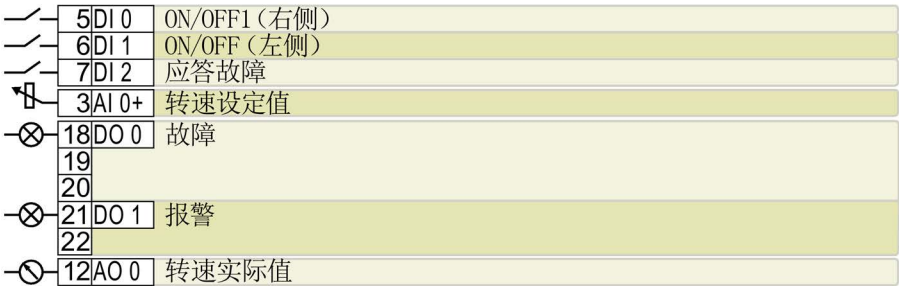 5 DI 0 ON/OFF1(右侧)
6 DI 1 ON/OFF(左侧)
7 DI 2 应答故障
3 AI 0+ 转速设定值
18 DO 0 故障
19
20
21 DO 1 报警
22
12 AO 0 转速实际值